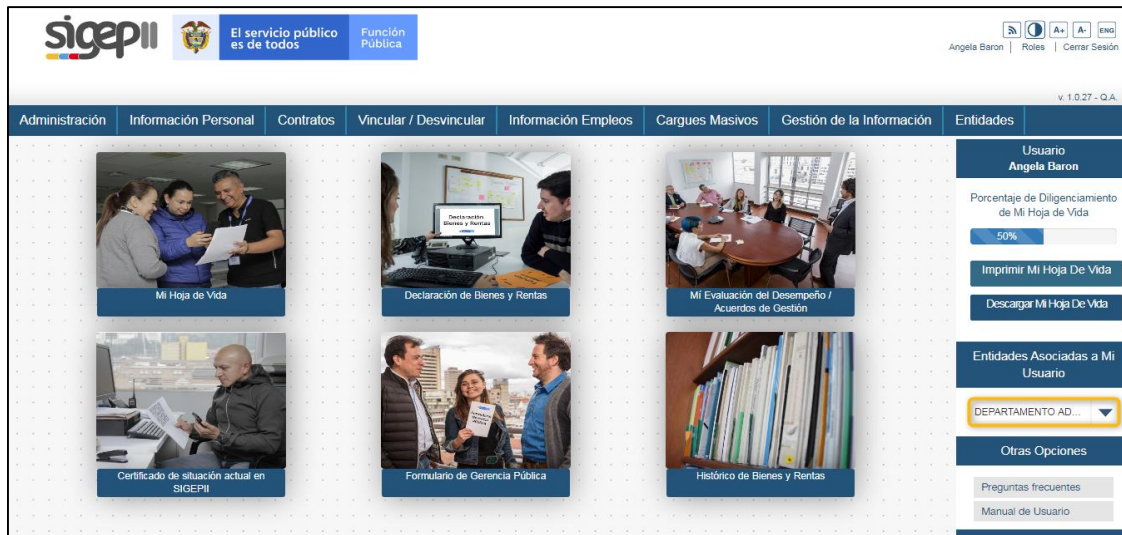 sigepII
El servicio público
es de todos
Función
Pública
A+ A- ENG
Angela Baron | Roles | Cerrar Sesión
v. 1.0.27 - Q.A.
Administración Información Personal Contratos Vincular / Desvincular Información Empleos Cargues Masivos Gestión de la Información Entidades
Mi Hoja de Vida
Declaración
Bienes y Rentas
Declaración de Bienes y Rentas
Mí Evaluación del Desempeño /
Acuerdos de Gestión
Certificado de situación actual en
SIGEPII
Formulario de Gerencia Pública
Histórico de Bienes y Rentas
Usuario
Angela Baron
Porcentaje de Diligenciamiento
de Mi Hoja de Vida
50%
Imprimir Mi Hoja De Vida
Descargar Mi Hoja De Vida
Entidades Asociadas a Mi
Usuario
DEPARTAMENTO AD...
Otras Opciones
Preguntas frecuentes
Manual de Usuario